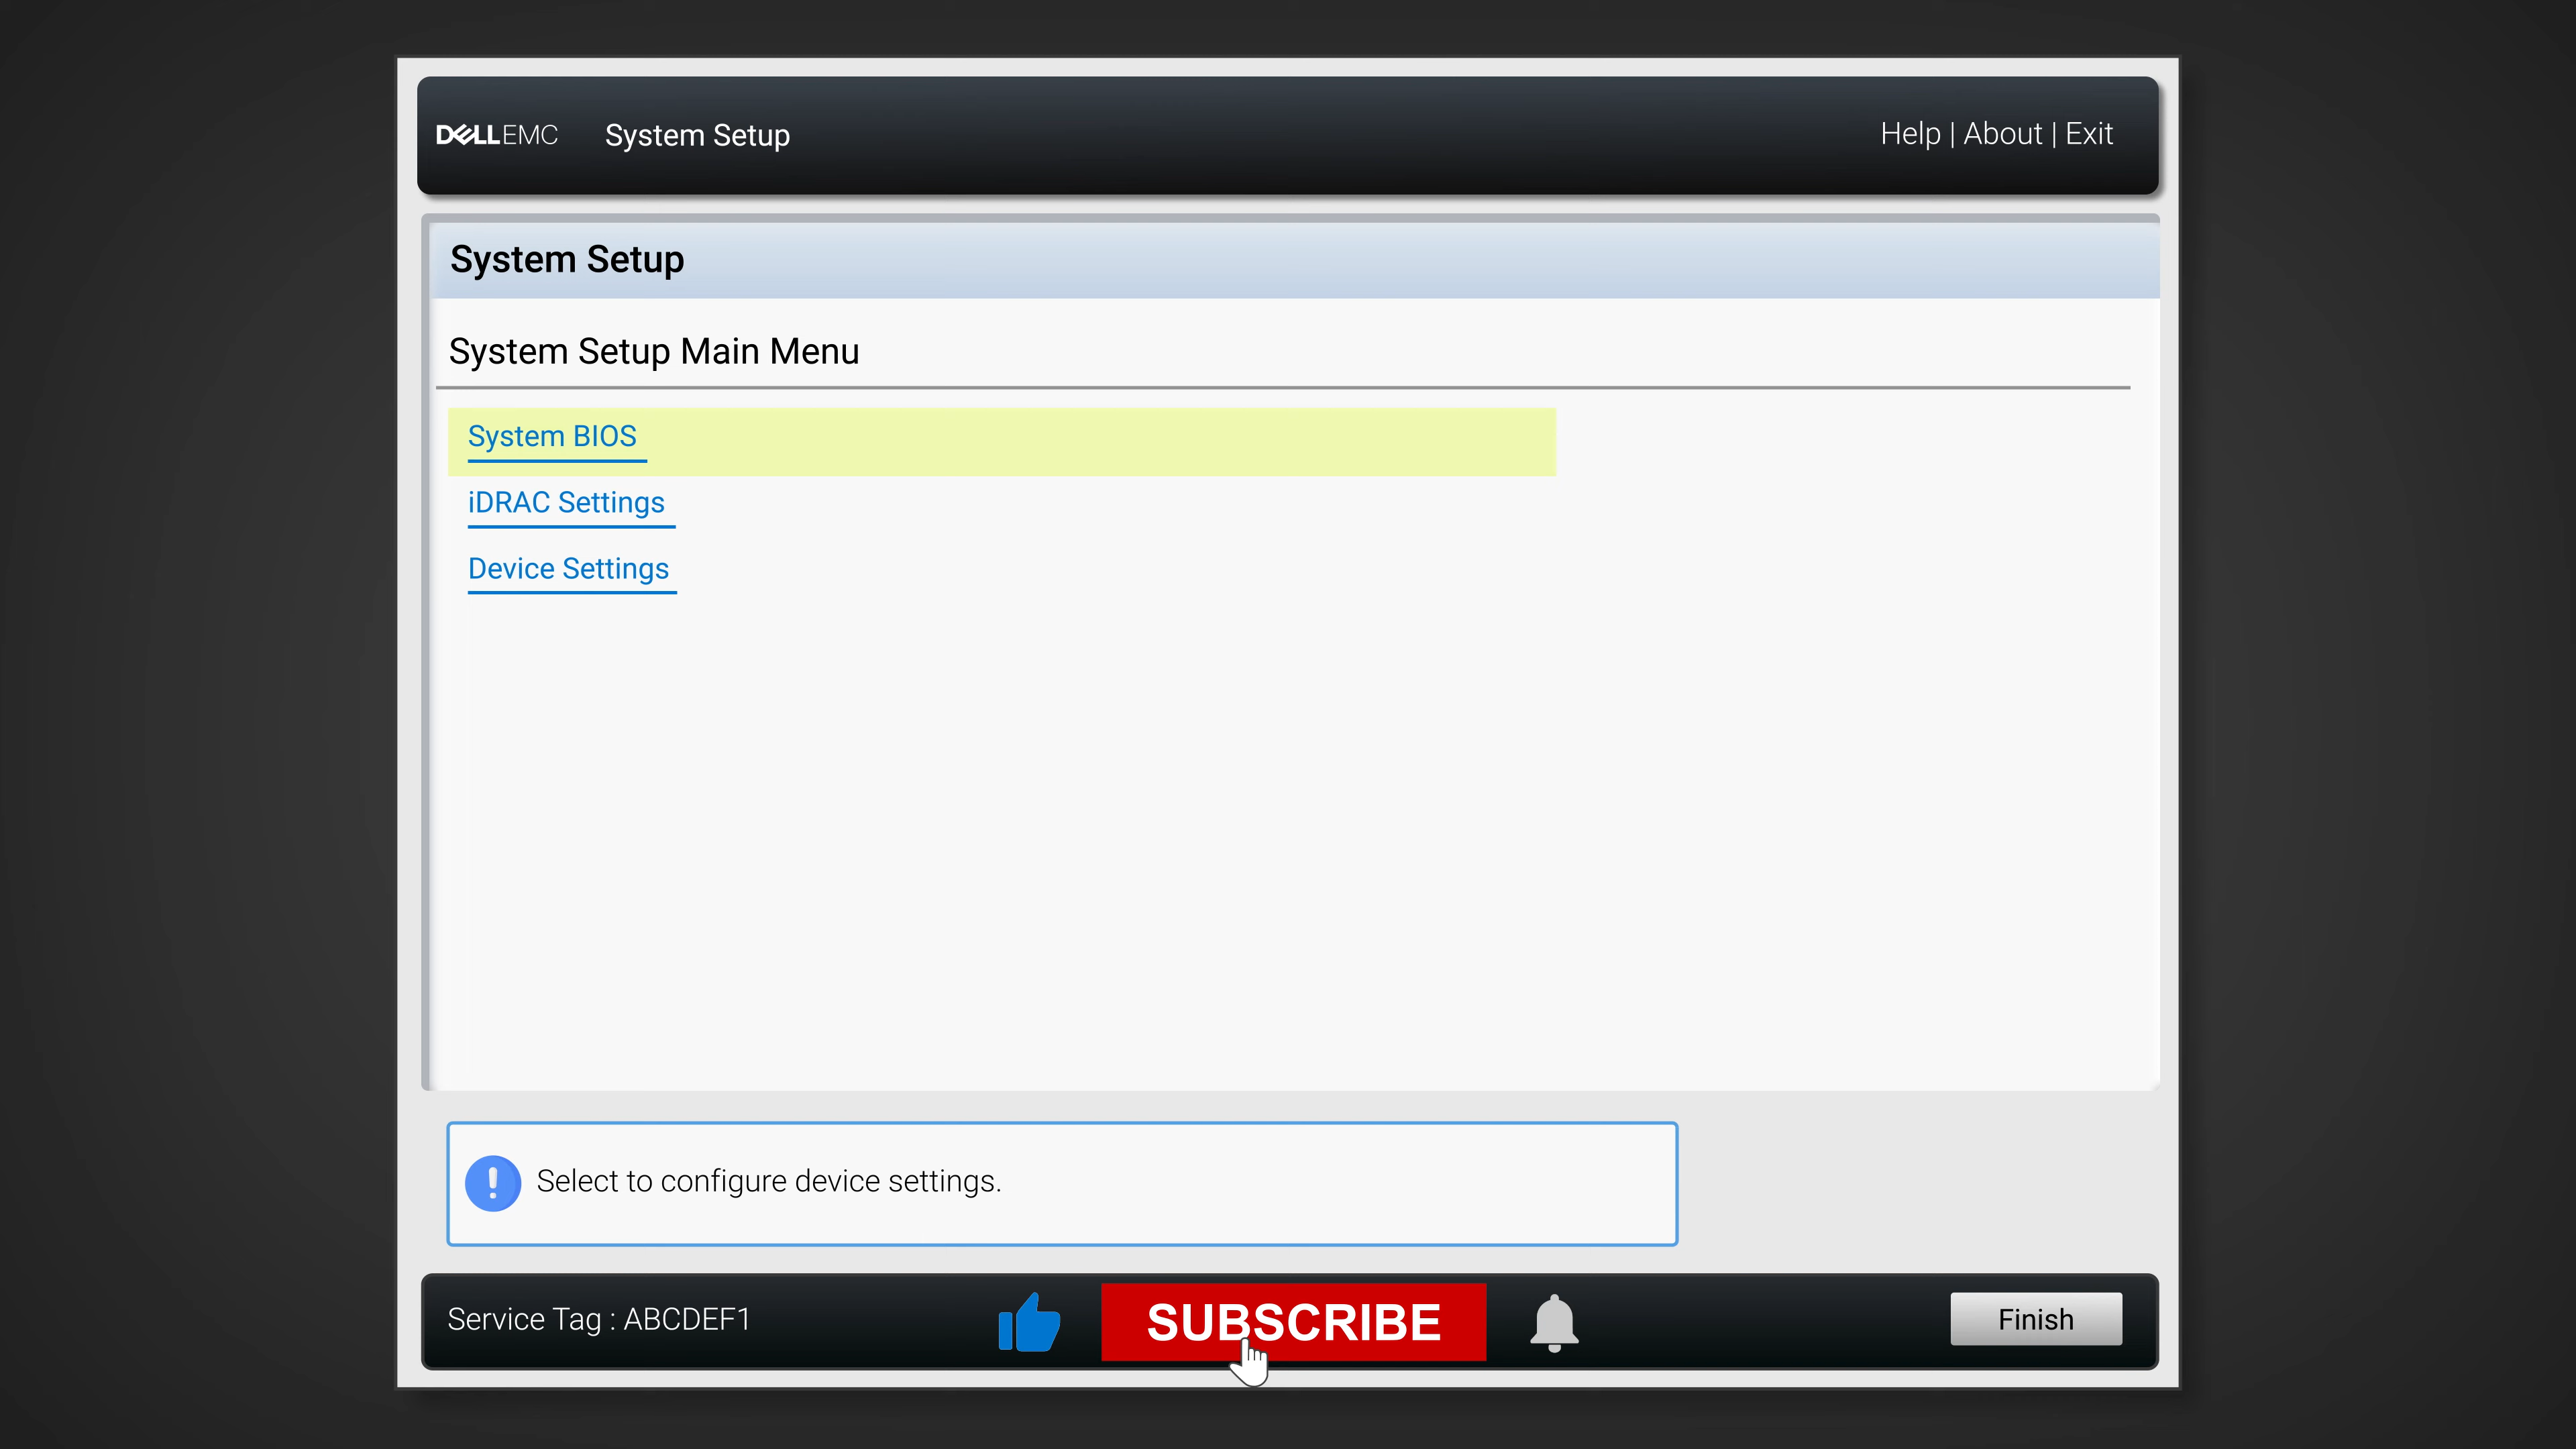 DELLEMC System Setup Help | About | Exit
System Setup
System Setup Main Menu
System BIOS
iDRAC Settings
Device Settings
Select to configure device settings.
Service Tag : ABCDEF1 SUBSCRIBE Finish